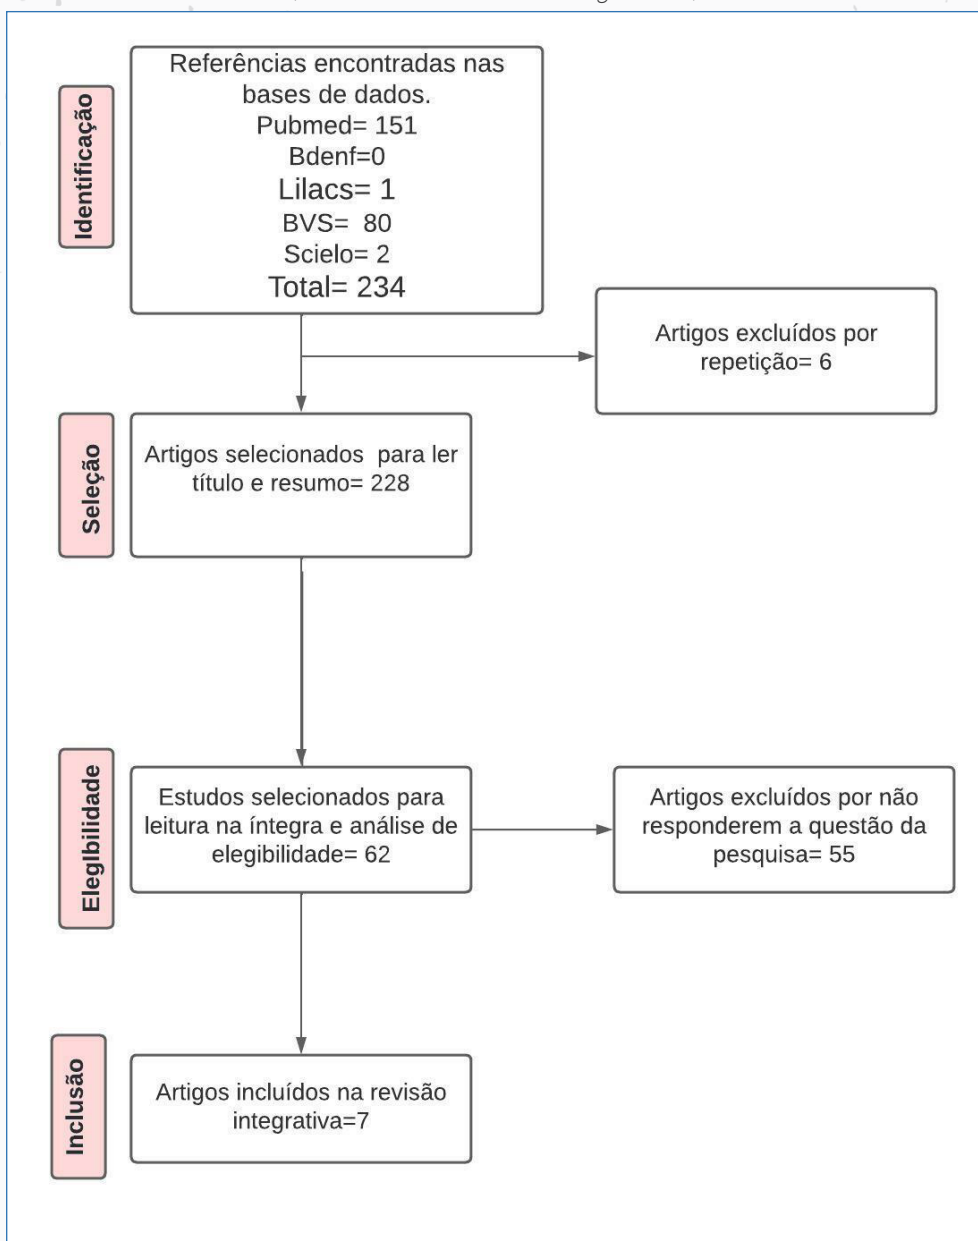 Identificação
Referências encontradas nas
bases de dados.
Pubmed= 151
Bdenf=0
Lilacs= 1
BVS=  80
Scielo= 2
Total= 234
Artigos excluídos por
repetição= 6
Seleção
Artigos selecionados  para ler
título e resumo= 228
ElegIbilidade
Estudos selecionados para
leitura na íntegra e análise de
elegibilidade= 62
Artigos excluídos por não
responderem a questão da
pesquisa= 55
Inclusão
Artigos incluídos na revisão
integrativa=7